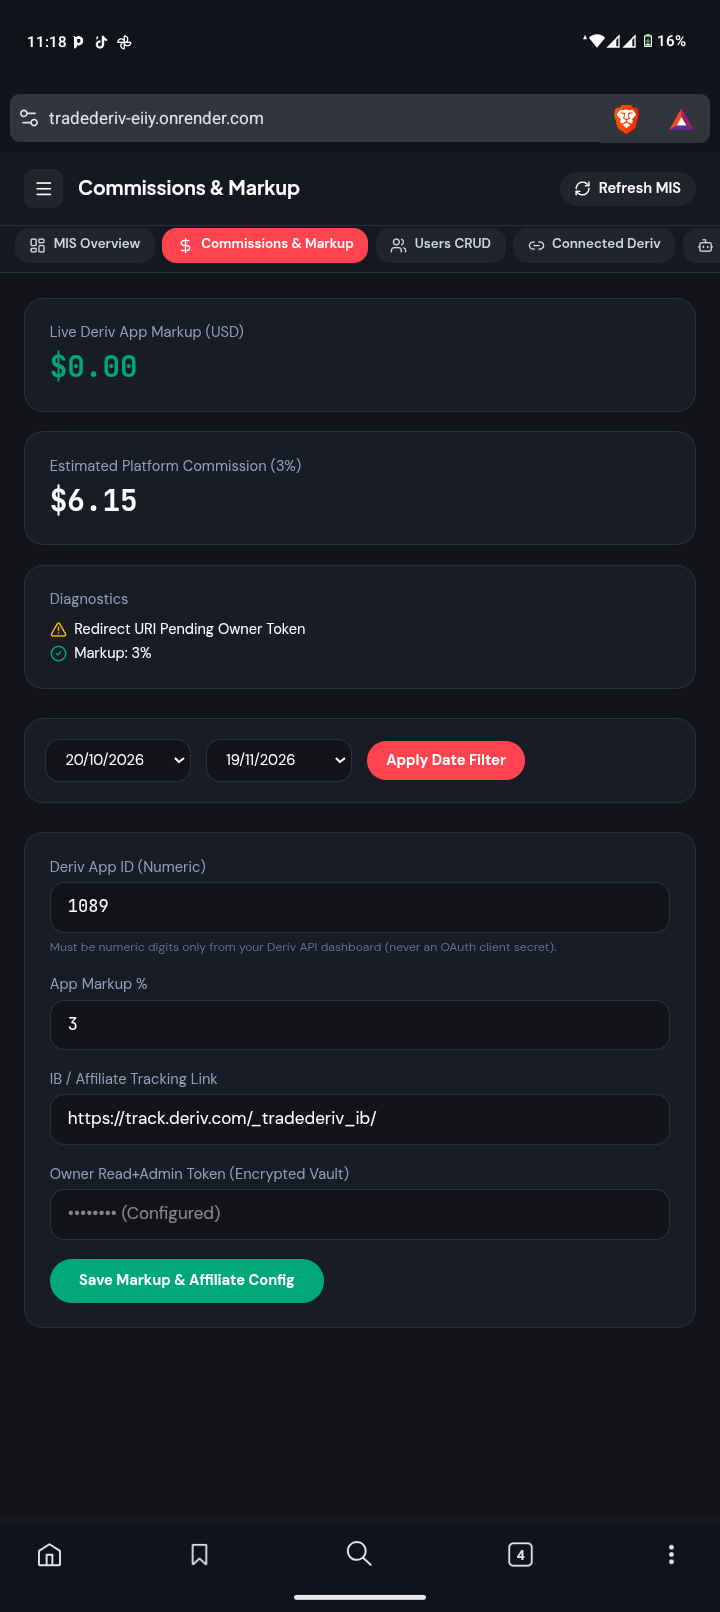 11:18
16%
tradederiv-eiiy.onrender.com
Commissions & Markup
Refresh MIS
MIS Overview
Commissions & Markup
Users CRUD
Connected Deriv
Live Deriv App Markup (USD)
$0.00
Estimated Platform Commission (3%)
$6.15
Diagnostics
Redirect URI Pending Owner Token
Markup: 3%
20/10/2026
19/11/2026
Apply Date Filter
Deriv App ID (Numeric)
1089
Must be numeric digits only from your Deriv API dashboard (never an OAuth client secret).
App Markup %
3
IB / Affiliate Tracking Link
https://track.deriv.com/_tradederiv_ib/
Owner Read+Admin Token (Encrypted Vault)
•••••••• (Configured)
Save Markup & Affiliate Config
4